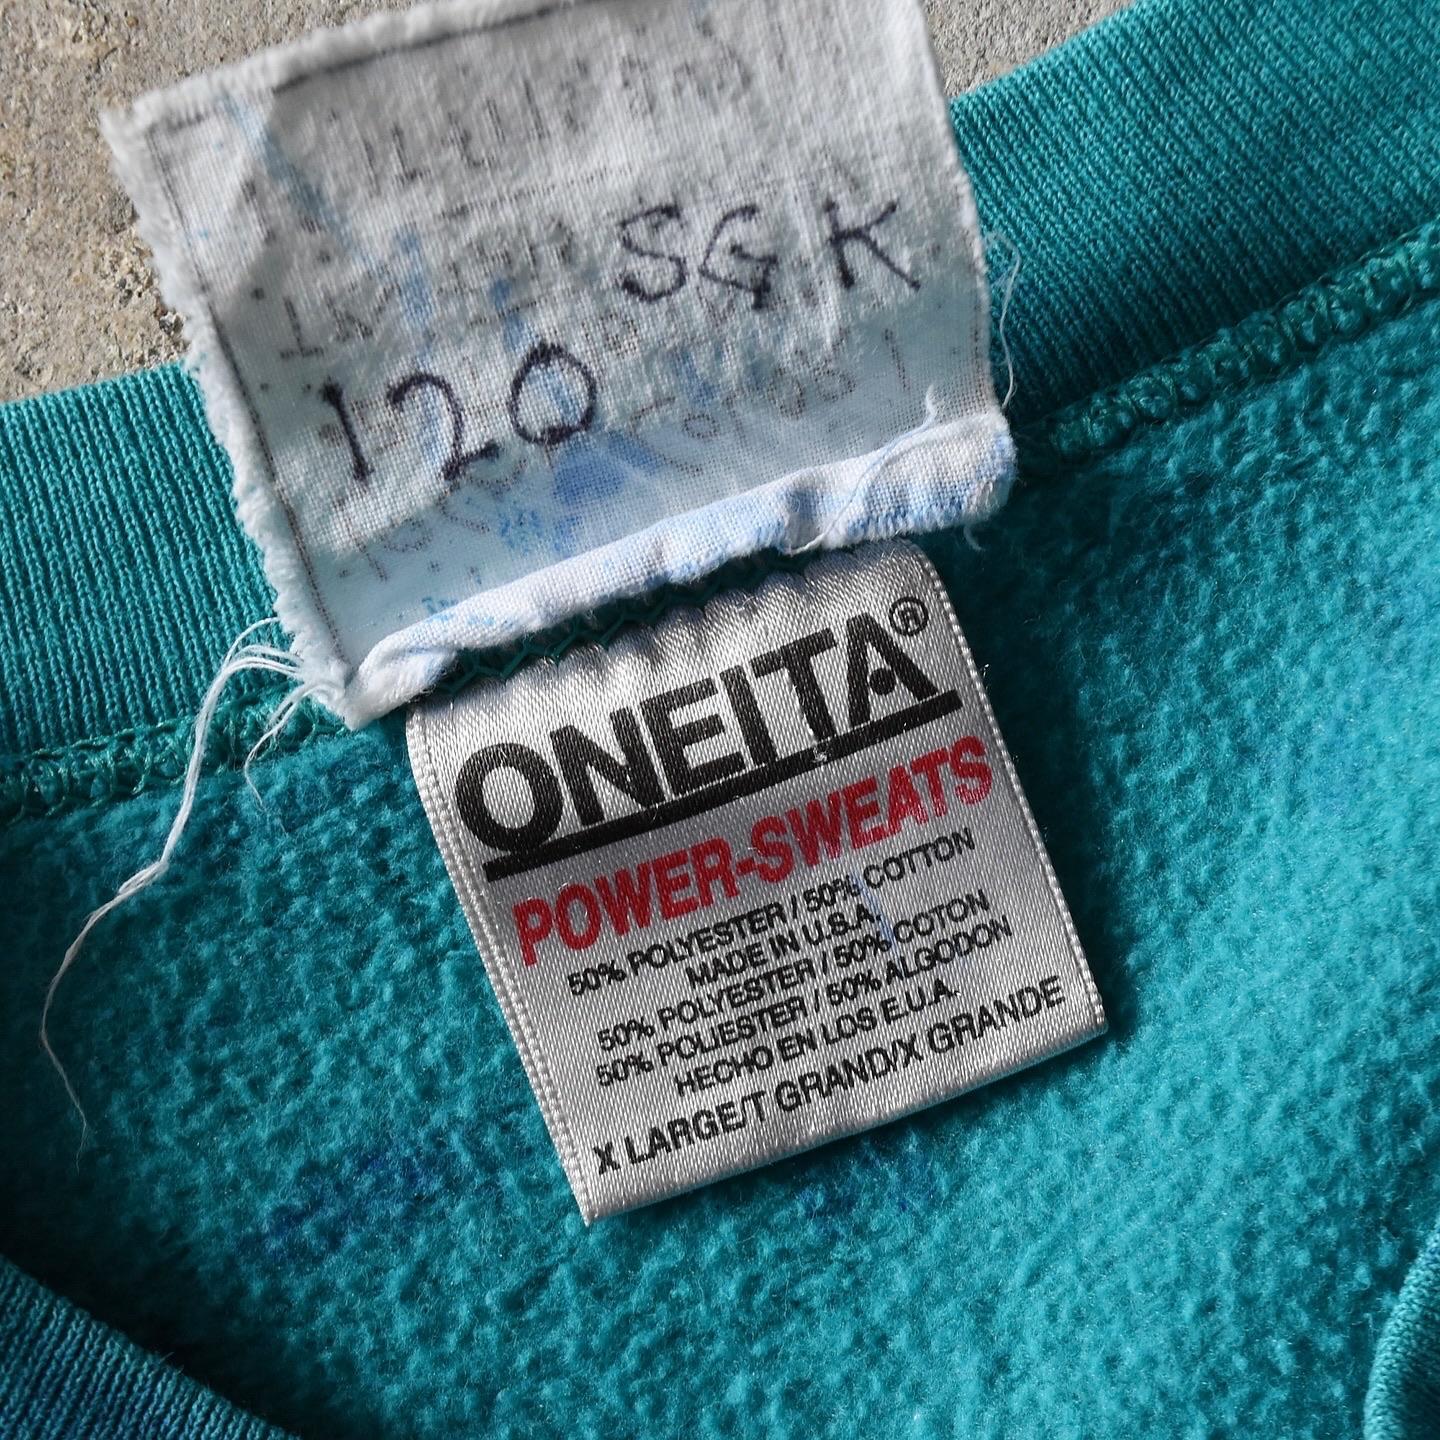 SGK
120
ONEITA®
POWER-SWEATS
50% POLYESTER / 50% COTTON
MADE IN U.S.A.
50% POLYESTER / 50% COTON
50% POLIESTER / 50% ALGODON
HECHO EN LOS E.U.A.
X LARGE/T GRAND/X GRANDE